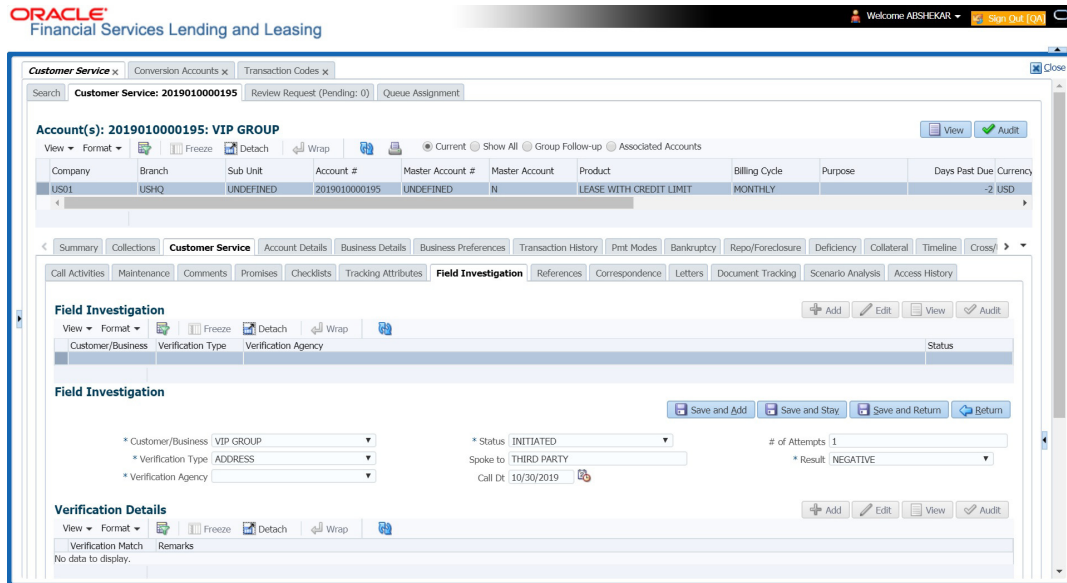 ORACLE
Financial Services Lending and Leasing
Welcome ABSHEKAR
Sign Out [QA]
Close
Customer Service x Conversion Accounts x Transaction Codes x
Search Customer Service: 2019010000195 Review Request (Pending: 0) Queue Assignment
Account(s): 2019010000195: VIP GROUP
View Audit
View Format Freeze Detach Wrap Current Show All Group Follow-up Associated Accounts
Company Branch Sub Unit Account # Master Account # Master Account Product Billing Cycle Purpose Days Past Due Currency
US01 USHQ UNDEFINED 2019010000195 UNDEFINED N LEASE WITH CREDIT LIMIT MONTHLY -2 USD
Summary Collections Customer Service Account Details Business Details Business Preferences Transaction History Pmt Modes Bankruptcy Repo/Foreclosure Deficiency Collateral Timeline Cross/
Call Activities Maintenance Comments Promises Checklists Tracking Attributes Field Investigation References Correspondence Letters Document Tracking Scenario Analysis Access History
Field Investigation
Add Edit View Audit
View Format Freeze Detach Wrap
Customer/Business Verification Type Verification Agency Status
Field Investigation
Save and Add Save and Stay Save and Return Return
* Customer/Business VIP GROUP * Status INITIATED # of Attempts 1
* Verification Type ADDRESS Spoke to THIRD PARTY * Result NEGATIVE
* Verification Agency Call Dt 10/30/2019
Verification Details
Add Edit View Audit
View Format Freeze Detach Wrap
Verification Match Remarks
No data to display.